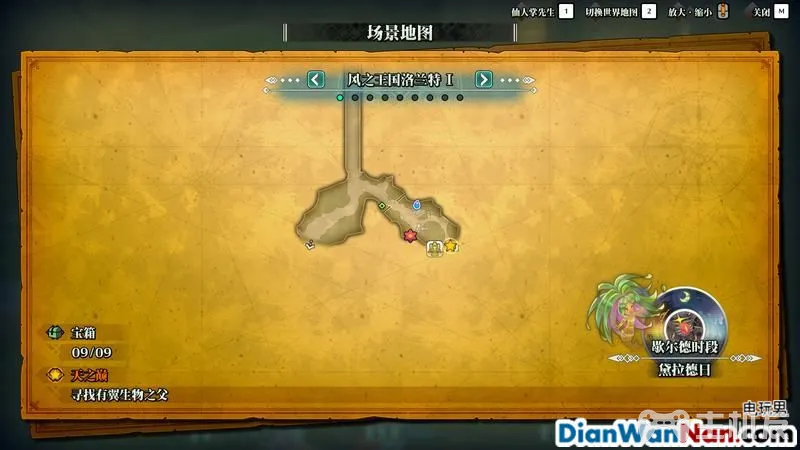 仙人掌先生 1 切换世界地图 2 放大·缩小 关闭 M
场景地图
风之王国洛兰特 I
宝箱
09/09
天之巅
寻找有翼生物之父
歇尔德时段
黛拉德日
电玩男
DianWanNan.com